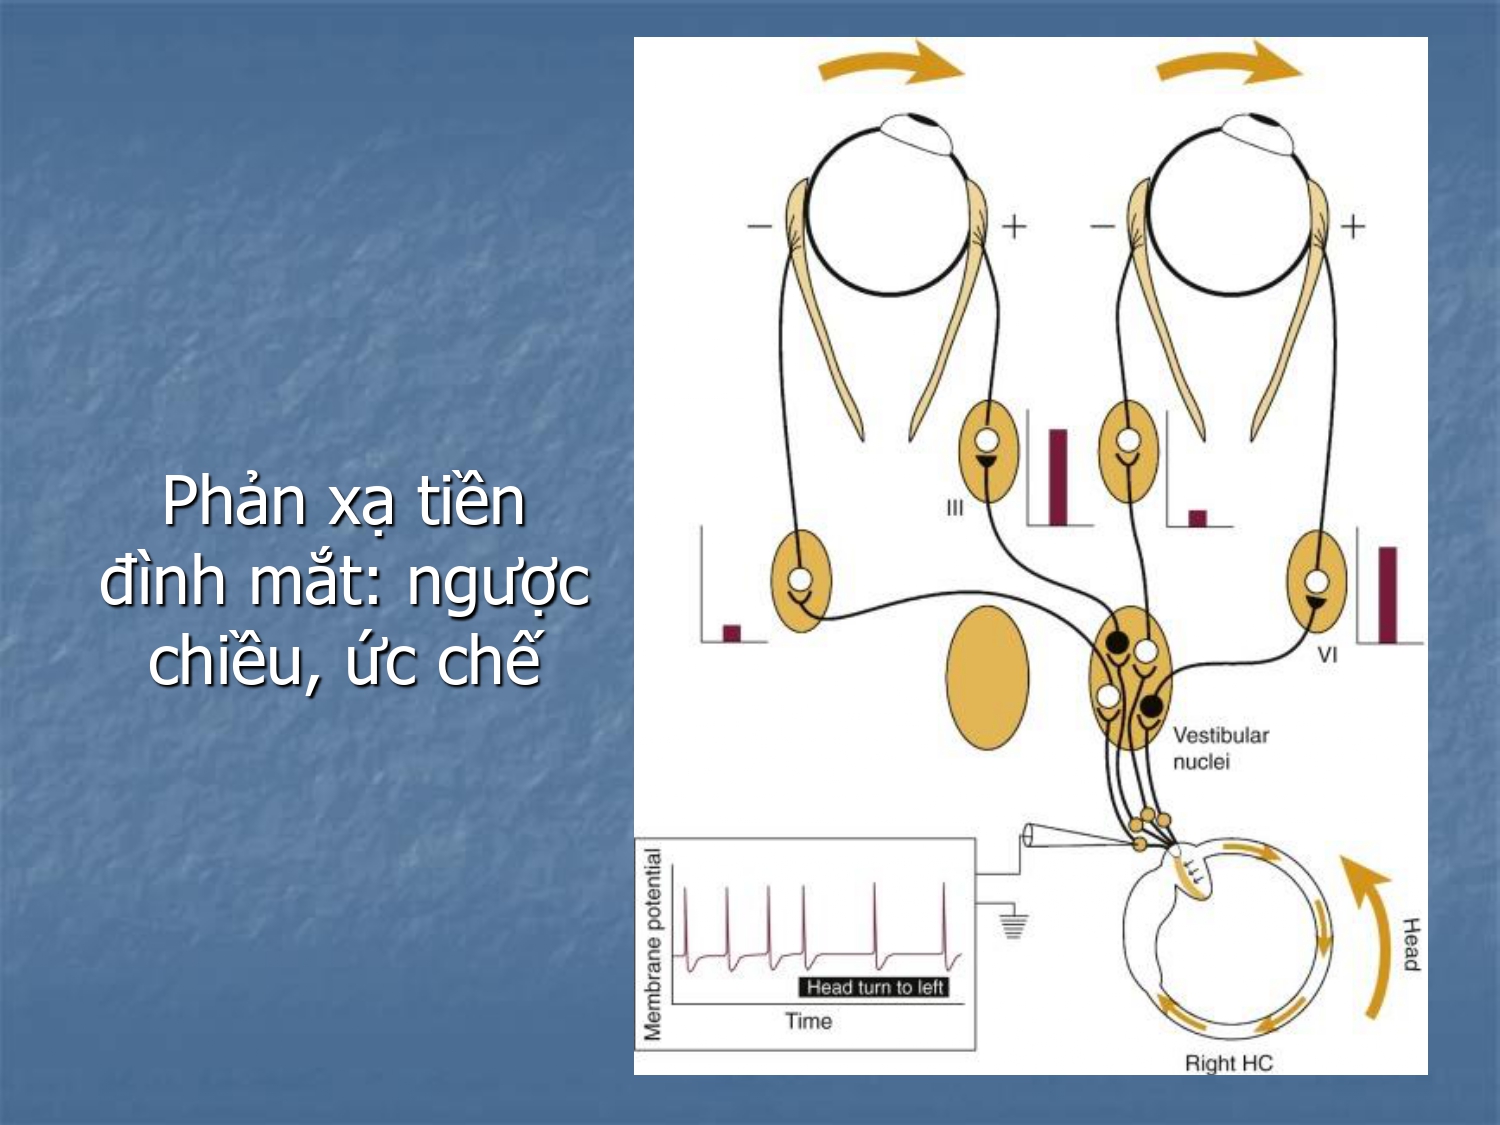 Phản xạ tiền
đình mắt: ngược
chiều, ức chế
− + − +
III
VI
Vestibular
nuclei
Membrane potential
Head turn to left
Time
Head
Right HC